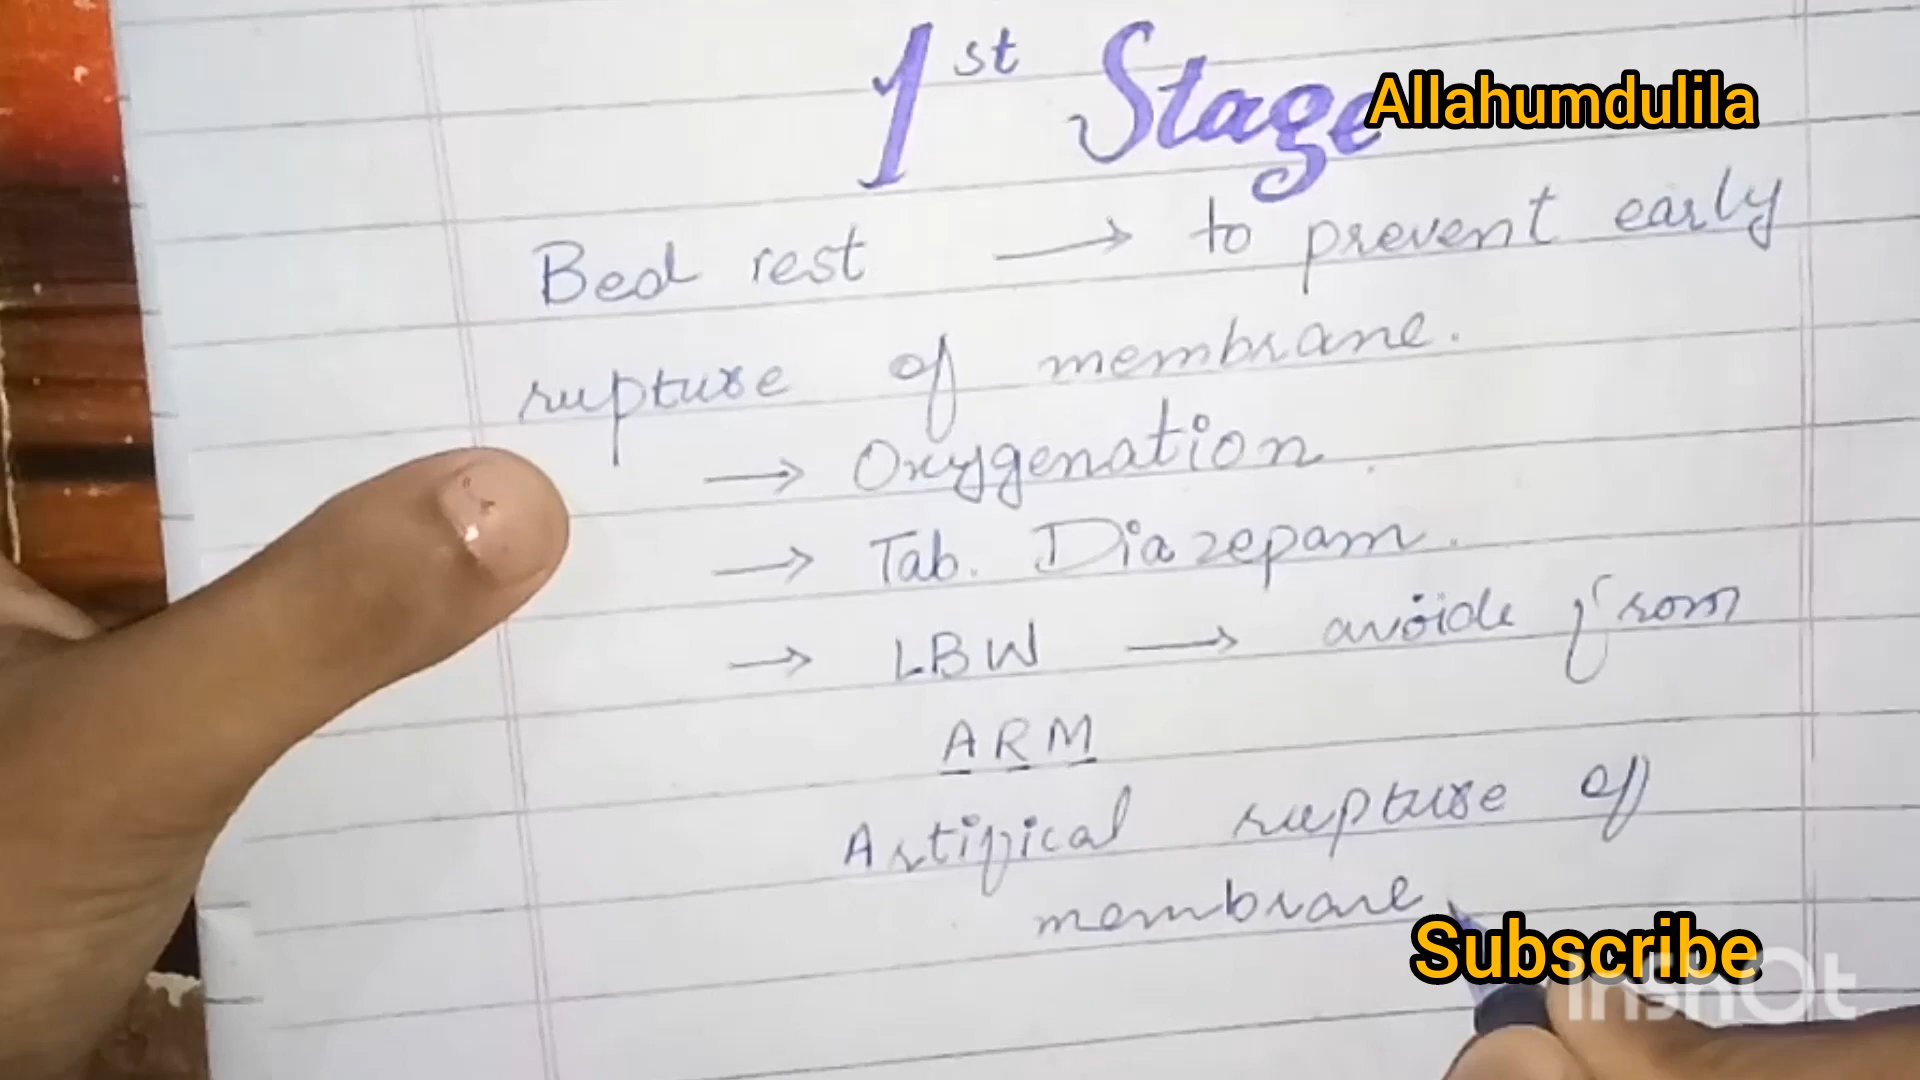 1st Stage
Allahumdulila
Bed rest → to prevent early
rupture of membrane.
→ Oxygenation.
→ Tab. Diazepam.
→ LBW → avoide from
ARM
Artifical rupture of
membrane
Subscribe
InShOt